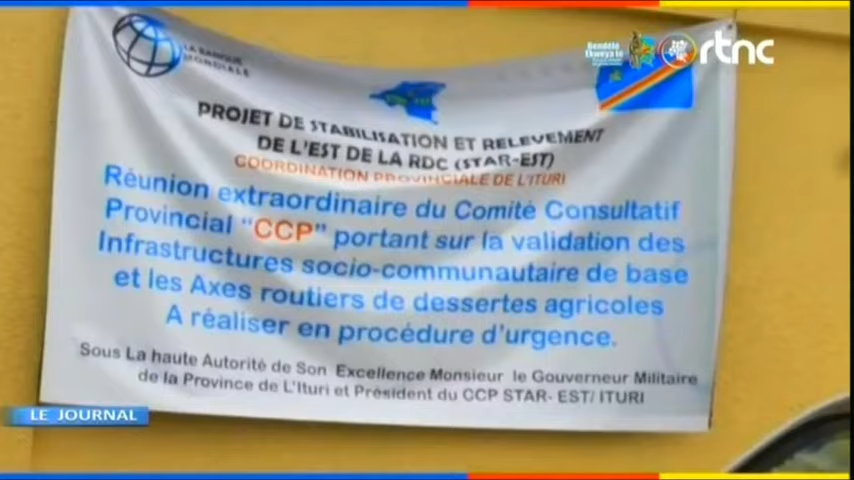 LA BANQUE
MONDIALE
rtnc
PROJET DE STABILISATION ET RELEVEMENT
DE L'EST DE LA RDC (STAR-EST)
COORDINATION PROVINCIALE DE L'ITURI
Réunion extraordinaire du Comité Consultatif
Provincial "CCP" portant sur la validation des
Infrastructures socio-communautaire de base
et les Axes routiers de dessertes agricoles
A réaliser en procédure d'urgence.
Sous La haute Autorité de Son Excellence Monsieur le Gouverneur Militaire
de la Province de L'Ituri et Président du CCP STAR- EST/ ITURI
LE JOURNAL